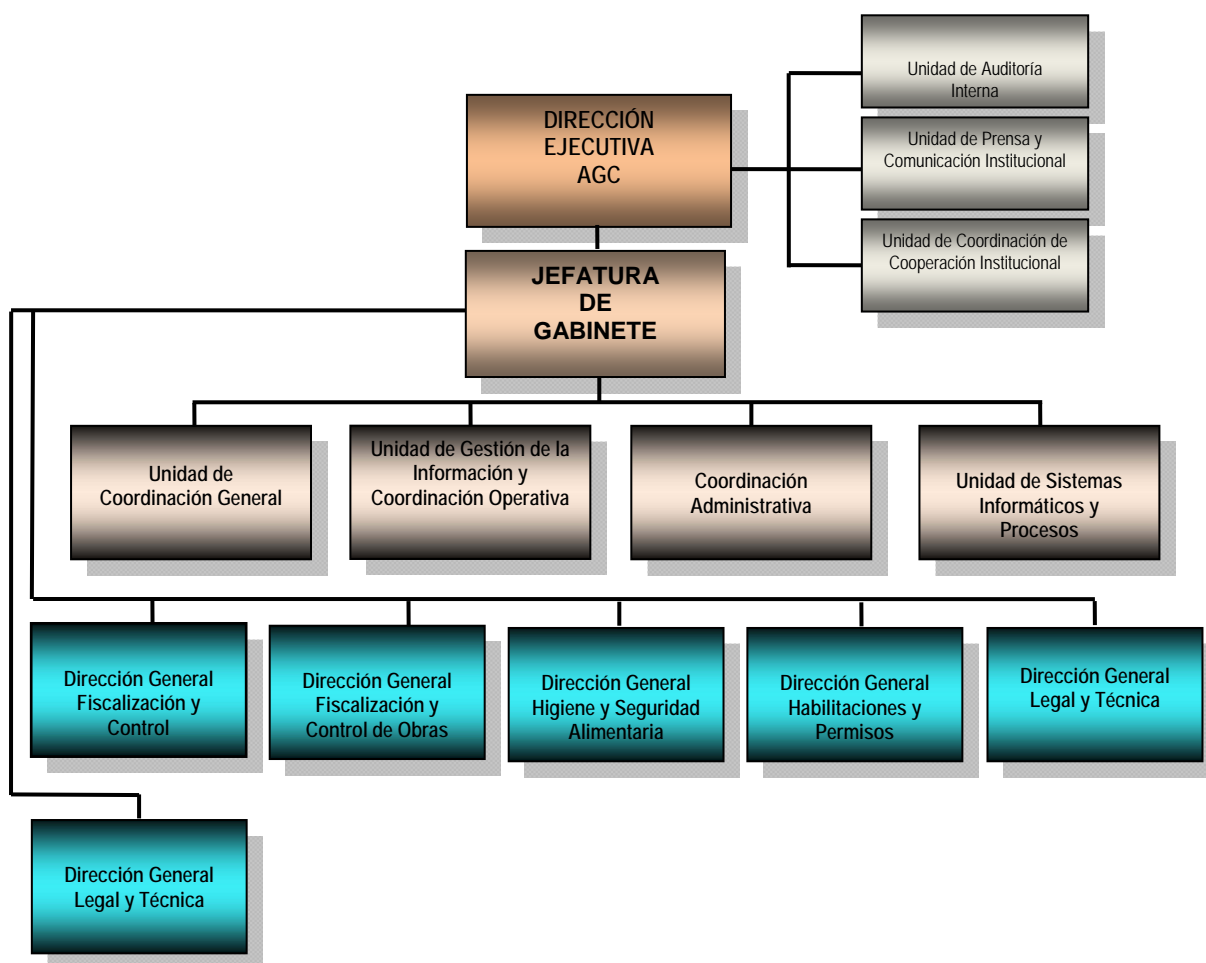 Unidad de Auditoría
Interna
DIRECCIÓN
EJECUTIVA
AGC
Unidad de Prensa y
Comunicación Institucional
Unidad de Coordinación de
Cooperación Institucional
JEFATURA
DE
GABINETE
Unidad de
Coordinación General
Unidad de Gestión de la
Información y
Coordinación Operativa
Coordinación
Administrativa
Unidad de Sistemas
Informáticos y
Procesos
Dirección General
Fiscalización y
Control
Dirección General
Fiscalización y
Control de Obras
Dirección General
Higiene y Seguridad
Alimentaria
Dirección General
Habilitaciones y
Permisos
Dirección General
Legal y Técnica
Dirección General
Legal y Técnica